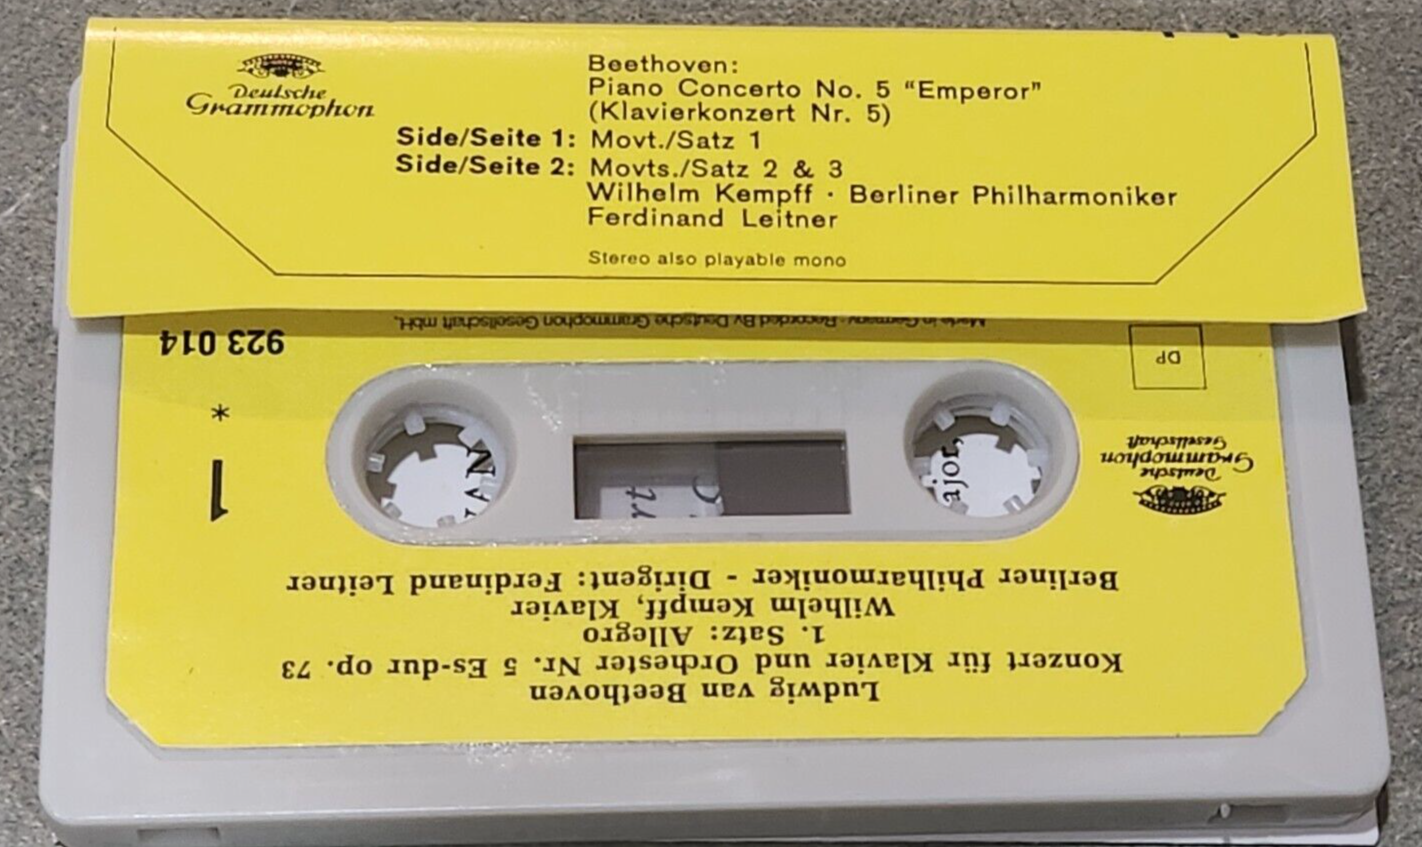 Deutsche
Grammophon
Beethoven:
Piano Concerto No. 5 “Emperor”
(Klavierkonzert Nr. 5)
Side/Seite 1: Movt./Satz 1
Side/Seite 2: Movts./Satz 2 & 3
Wilhelm Kempff · Berliner Philharmoniker
Ferdinand Leitner
Stereo also playable mono
Ludwig van Beethoven
Konzert für Klavier und Orchester Nr. 5 Es-dur op. 73
1. Satz: Allegro
Wilhelm Kempff, Klavier
Berliner Philharmoniker - Dirigent: Ferdinand Leitner
Deutsche
Grammophon
Gesellschaft
1
*
ajor,
rt
DP
923 014
Made in Germany · Recorded By Deutsche Grammophon Gesellschaft mbH.